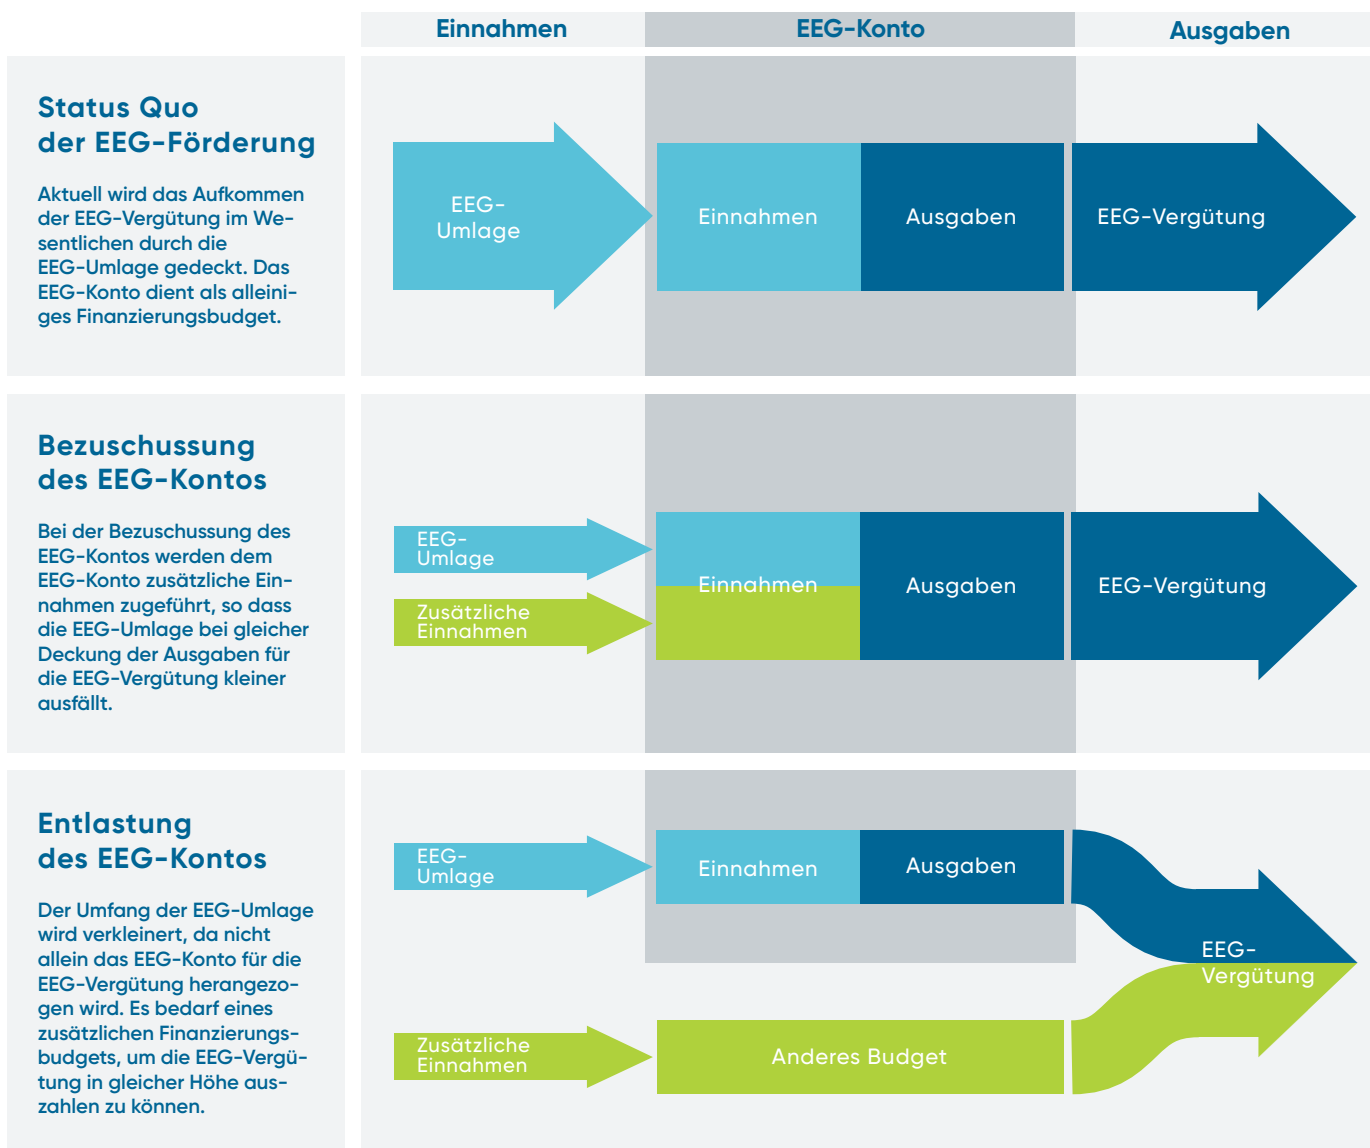 Einnahmen
EEG-Konto
Ausgaben
Status Quo
der EEG-Förderung
Aktuell wird das Aufkommen
der EEG-Vergütung im We-
sentlichen durch die
EEG-Umlage gedeckt. Das
EEG-Konto dient als alleini-
ges Finanzierungsbudget.
EEG-
Umlage
Einnahmen
Ausgaben
EEG-Vergütung
Bezuschussung
des EEG-Kontos
Bei der Bezuschussung des
EEG-Kontos werden dem
EEG-Konto zusätzliche Ein-
nahmen zugeführt, so dass
die EEG-Umlage bei gleicher
Deckung der Ausgaben für
die EEG-Vergütung kleiner
ausfällt.
EEG-
Umlage
Zusätzliche
Einnahmen
Einnahmen
Ausgaben
EEG-Vergütung
Entlastung
des EEG-Kontos
Der Umfang der EEG-Umlage
wird verkleinert, da nicht
allein das EEG-Konto für die
EEG-Vergütung herangezo-
gen wird. Es bedarf eines
zusätzlichen Finanzierungs-
budgets, um die EEG-Vergü-
tung in gleicher Höhe aus-
zahlen zu können.
EEG-
Umlage
Einnahmen
Ausgaben
EEG-
Vergütung
Zusätzliche
Einnahmen
Anderes Budget